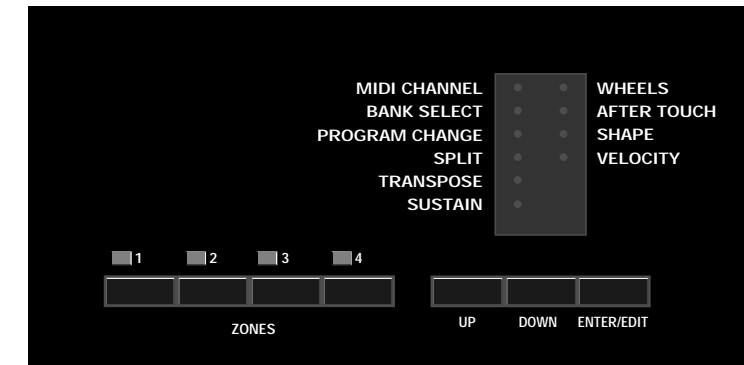 MIDI CHANNEL WHEELS
BANK SELECT AFTER TOUCH
PROGRAM CHANGE SHAPE
SPLIT VELOCITY
TRANSPOSE
SUSTAIN
1 2 3 4
UP DOWN ENTER/EDIT
ZONES